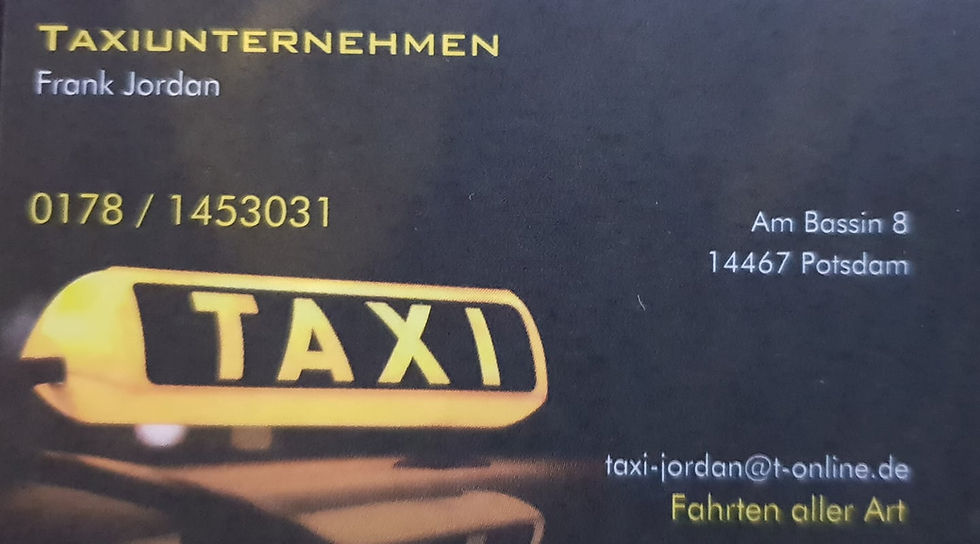 TAXIUNTERNEHMEN
Frank Jordan
0178 / 1453031
Am Bassin 8
14467 Potsdam
TAXI
taxi-jordan@t-online.de
Fahrten aller Art